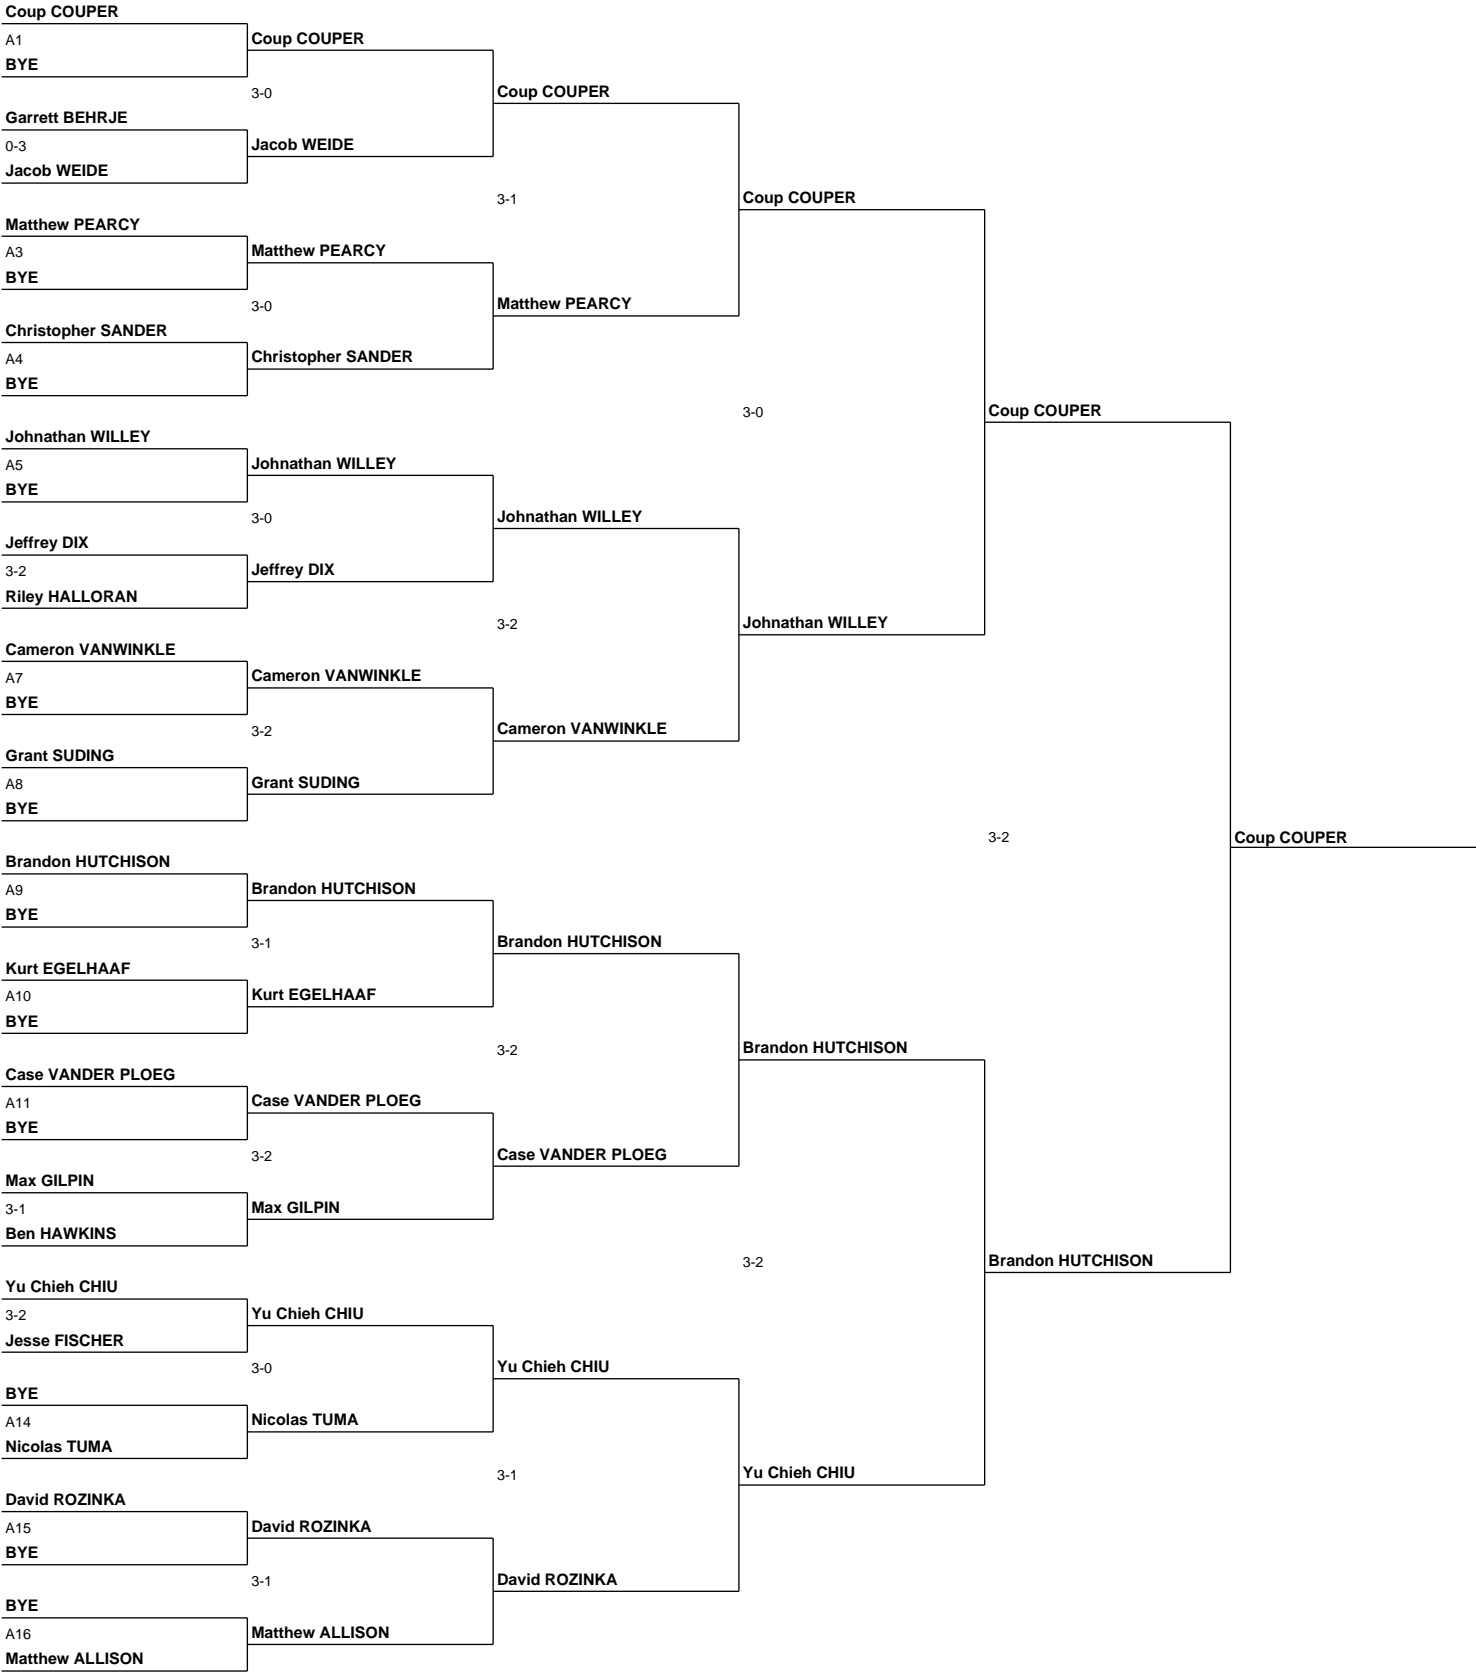 Coup COUPER
A1
BYE
Garrett BEHRJE
0-3
Jacob WEIDE
Matthew PEARCY
A3
BYE
Christopher SANDER
A4
BYE
Johnathan WILLEY
A5
BYE
Jeffrey DIX
3-2
Riley HALLORAN
Cameron VANWINKLE
A7
BYE
Grant SUDING
A8
BYE
Brandon HUTCHISON
A9
BYE
Kurt EGELHAAF
A10
BYE
Case VANDER PLOEG
A11
BYE
Max GILPIN
3-1
Ben HAWKINS
Yu Chieh CHIU
3-2
Jesse FISCHER
BYE
A14
Nicolas TUMA
David ROZINKA
A15
BYE
BYE
A16
Matthew ALLISON
Coup COUPER
3-0
Jacob WEIDE
Matthew PEARCY
3-0
Christopher SANDER
Johnathan WILLEY
3-0
Jeffrey DIX
Cameron VANWINKLE
3-2
Grant SUDING
Brandon HUTCHISON
3-1
Kurt EGELHAAF
Case VANDER PLOEG
3-2
Max GILPIN
Yu Chieh CHIU
3-0
Nicolas TUMA
David ROZINKA
3-1
Matthew ALLISON
Coup COUPER
3-1
Matthew PEARCY
Johnathan WILLEY
3-2
Cameron VANWINKLE
Brandon HUTCHISON
3-2
Case VANDER PLOEG
Yu Chieh CHIU
3-1
David ROZINKA
Coup COUPER
3-0
Johnathan WILLEY
Brandon HUTCHISON
3-2
Yu Chieh CHIU
Coup COUPER
3-2
Brandon HUTCHISON
Coup COUPER